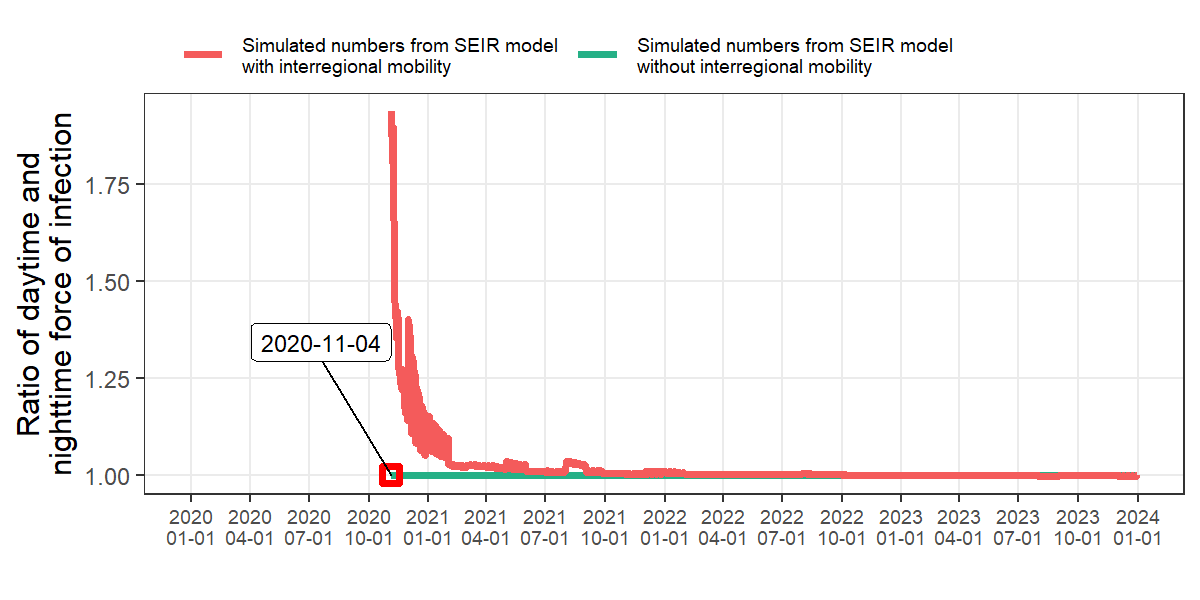 Simulated numbers from SEIR model
with interregional mobility
Simulated numbers from SEIR model
without interregional mobility
Ratio of daytime and
nighttime force of infection
1.75
1.50
1.25
1.00
2020-11-04
2020 2020 2020 2020 2021 2021 2021 2021 2022 2022 2022 2022 2023 2023 2023 2023 2024
01-01 04-01 07-01 10-01 01-01 04-01 07-01 10-01 01-01 04-01 07-01 10-01 01-01 04-01 07-01 10-01 01-01